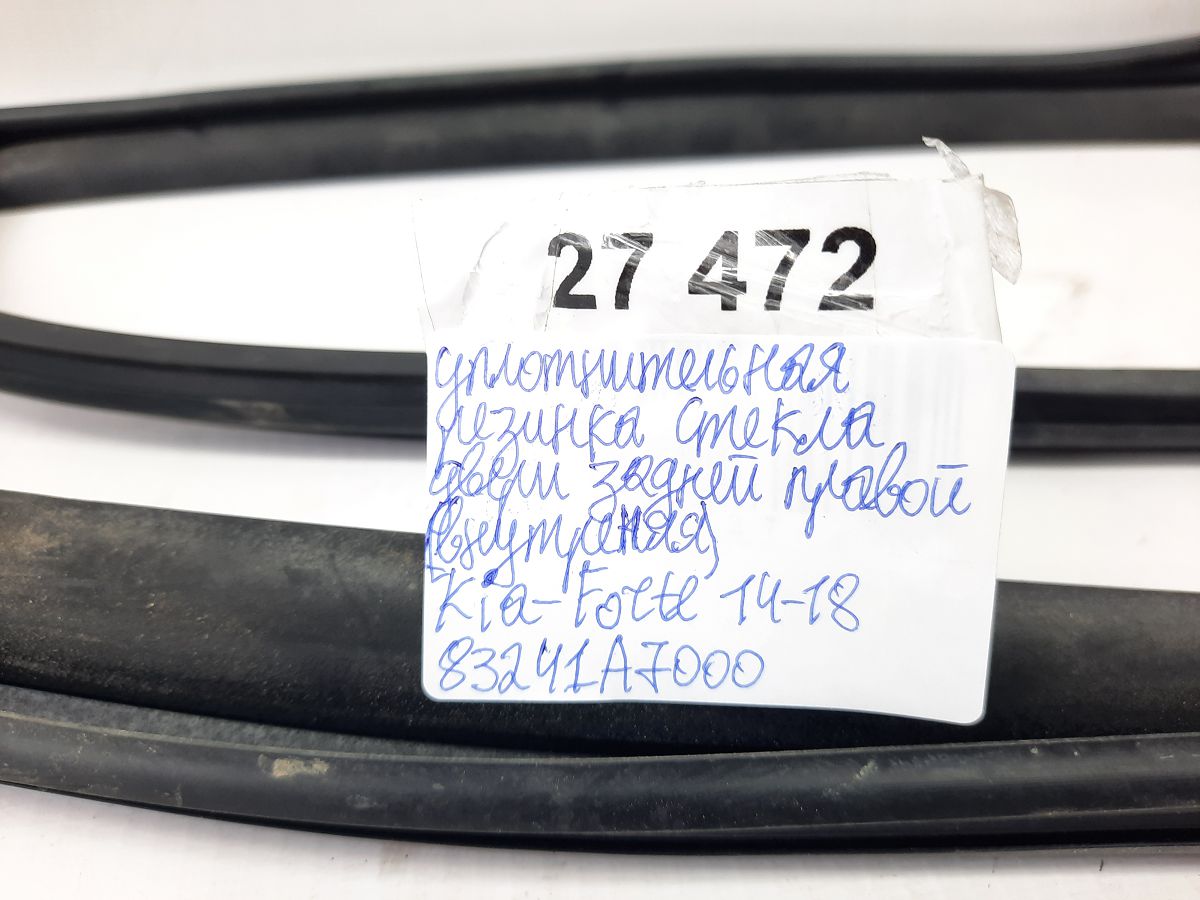 27 472
уплотнительная
резинка стекла
двери задней правой
(внутреняя)
Kia-Forte 14-18
83241A7000